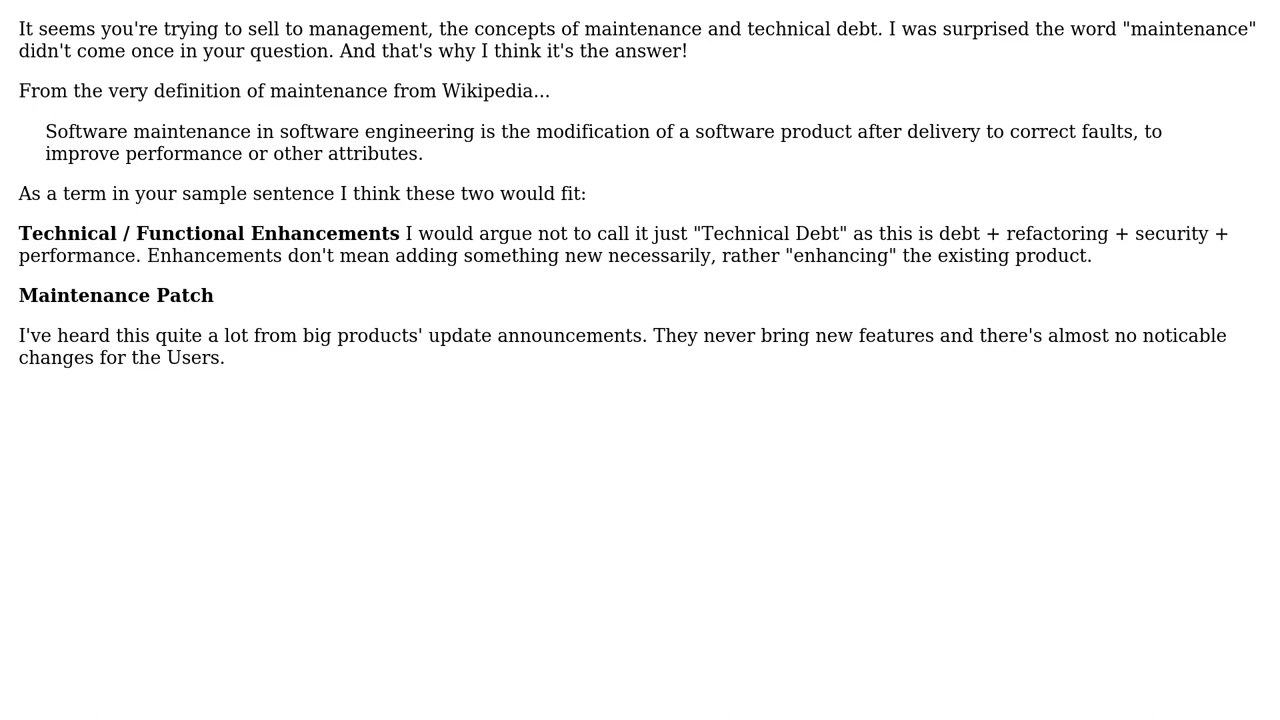 It seems you're trying to sell to management, the concepts of maintenance and technical debt. I was surprised the word "maintenance"
didn't come once in your question. And that's why I think it's the answer!
From the very definition of maintenance from Wikipedia...
Software maintenance in software engineering is the modification of a software product after delivery to correct faults, to
improve performance or other attributes.
As a term in your sample sentence I think these two would fit:
Technical / Functional Enhancements I would argue not to call it just "Technical Debt" as this is debt + refactoring + security +
performance. Enhancements don't mean adding something new necessarily, rather "enhancing" the existing product.
Maintenance Patch
I've heard this quite a lot from big products' update announcements. They never bring new features and there's almost no noticable
changes for the Users.